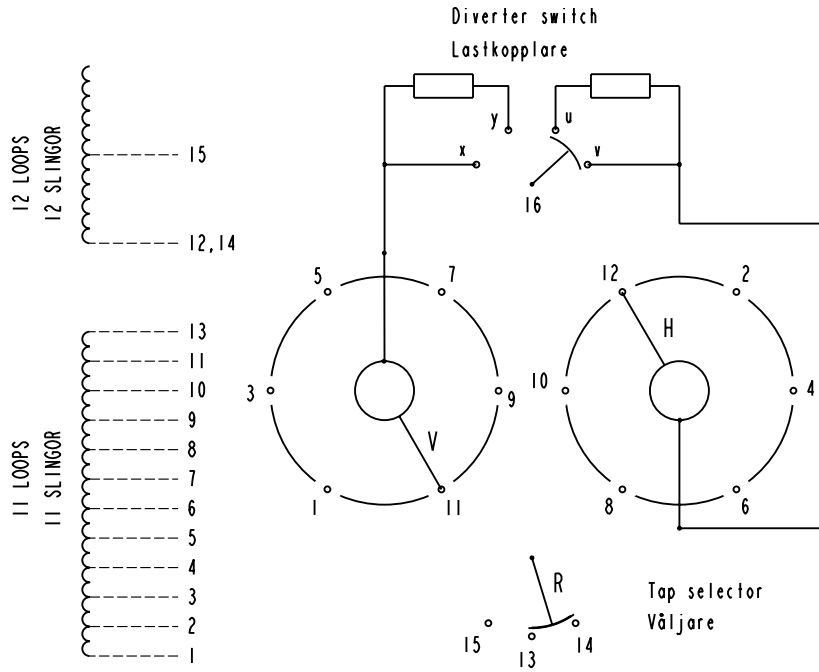 Diverter switch
Lastkopplare
y
u
x
v
16
12 LOOPS
12 SLINGOR
15
12,14
13
11
10
9
8
7
6
5
4
3
2
1
11 LOOPS
11 SLINGOR
5
7
3
9
V
1
11
12
2
H
10
4
8
6
R
15
13
14
Tap selector
Våljare